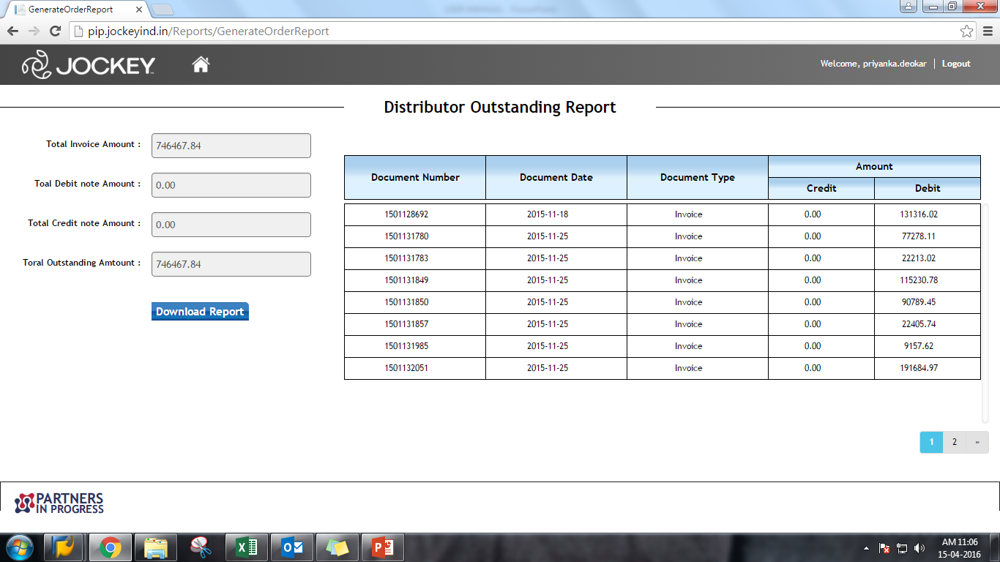 GenerateOrderReport
pip.jockeyind.in/Reports/GenerateOrderReport
JOCKEY
Welcome, priyanka.deokar | Logout
Distributor Outstanding Report
Total Invoice Amount : 746467.84
Toal Debit note Amount : 0.00
Total Credit note Amount : 0.00
Toral Outstanding Amtount : 746467.84
Download Report
Document Number Document Date Document Type Amount
Credit Debit
1501128692 2015-11-18 Invoice 0.00 131316.02
1501131780 2015-11-25 Invoice 0.00 77278.11
1501131783 2015-11-25 Invoice 0.00 22213.02
1501131849 2015-11-25 Invoice 0.00 115230.78
1501131850 2015-11-25 Invoice 0.00 90789.45
1501131857 2015-11-25 Invoice 0.00 22405.74
1501131985 2015-11-25 Invoice 0.00 9157.62
1501132051 2015-11-25 Invoice 0.00 191684.97
1 2 »
PARTNERS
IN PROGRESS
AM 11:06
15-04-2016